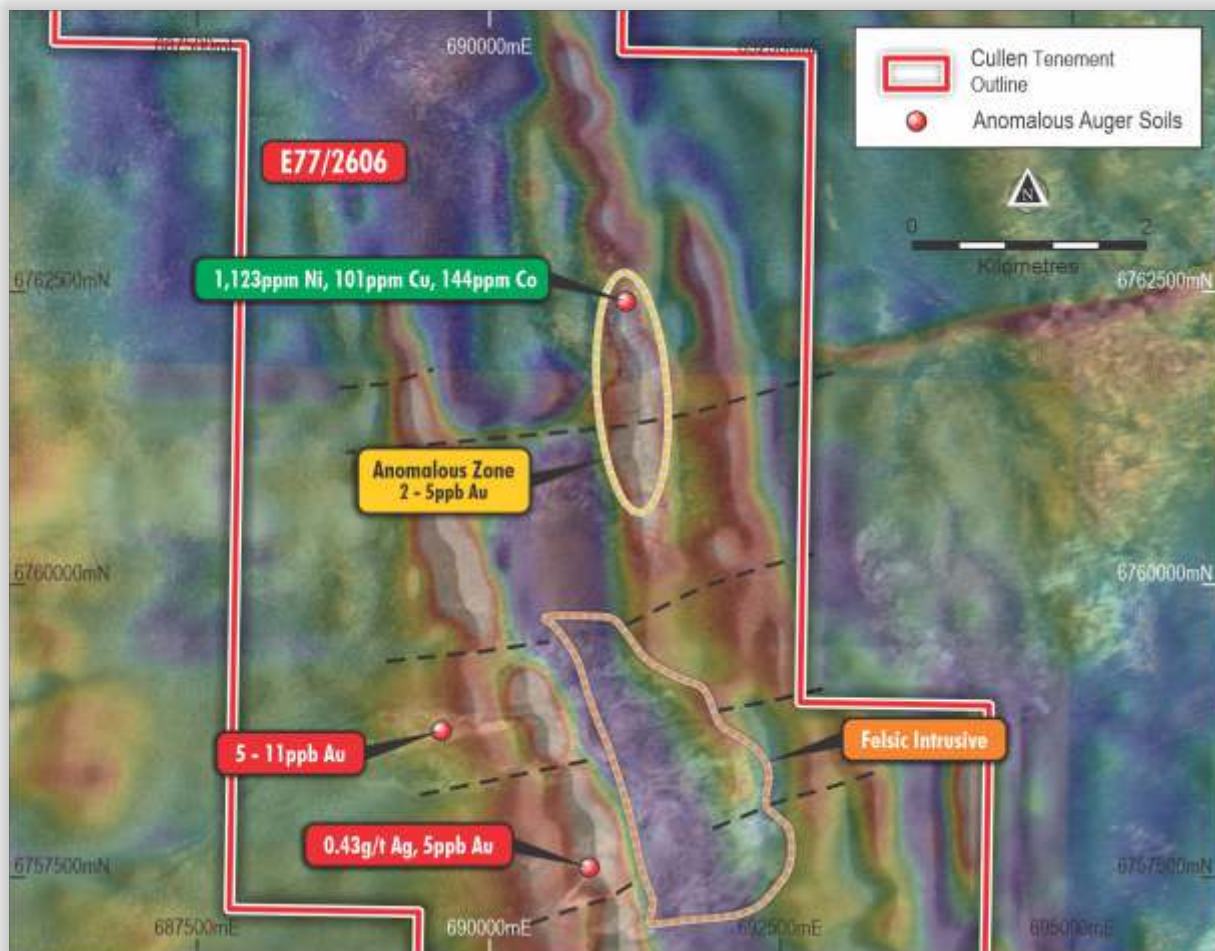 687500mE
690000mE
692500mE
Cullen Tenement
Outline
Anomalous Auger Soils
E77/2606
N
0
2
Kilometres
1,123ppm Ni, 101ppm Cu, 144ppm Co
6762500mN
6762500mN
Anomalous Zone
2 - 5ppb Au
6760000mN
6760000mN
5 - 11ppb Au
Felsic Intrusive
0.43g/t Ag, 5ppb Au
6757500mN
6757500mN
687500mE
690000mE
692500mE
695000mE